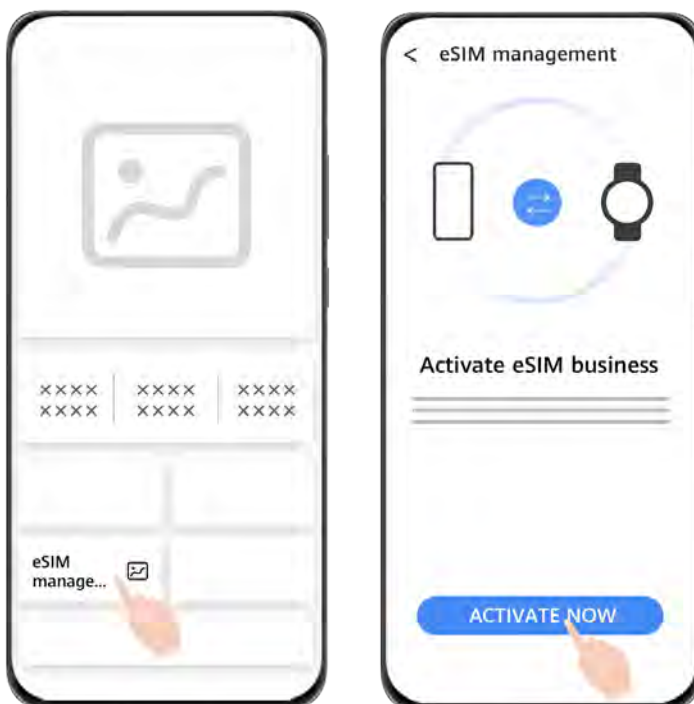 ××××
××××
××××
××××
××××
××××
eSIM
manage...
< eSIM management
Activate eSIM business
ACTIVATE NOW